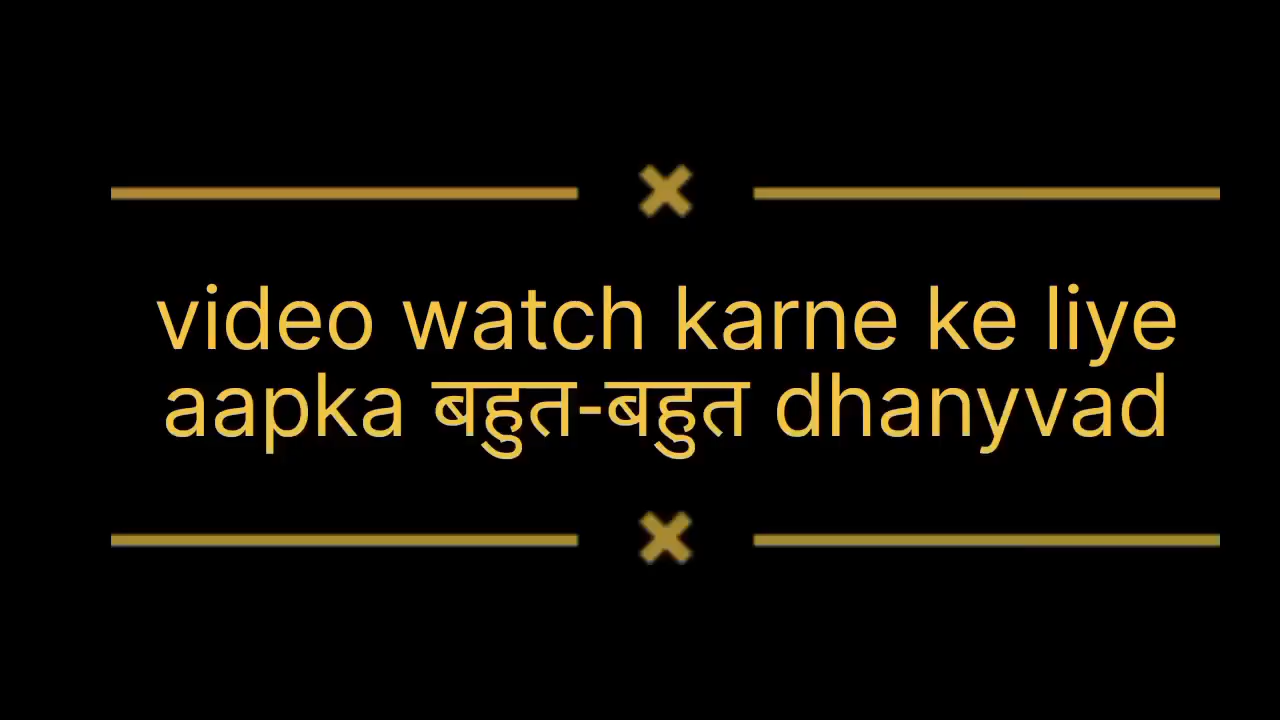 video watch karne ke liye
aapka बहुत-बहुत dhanyvad